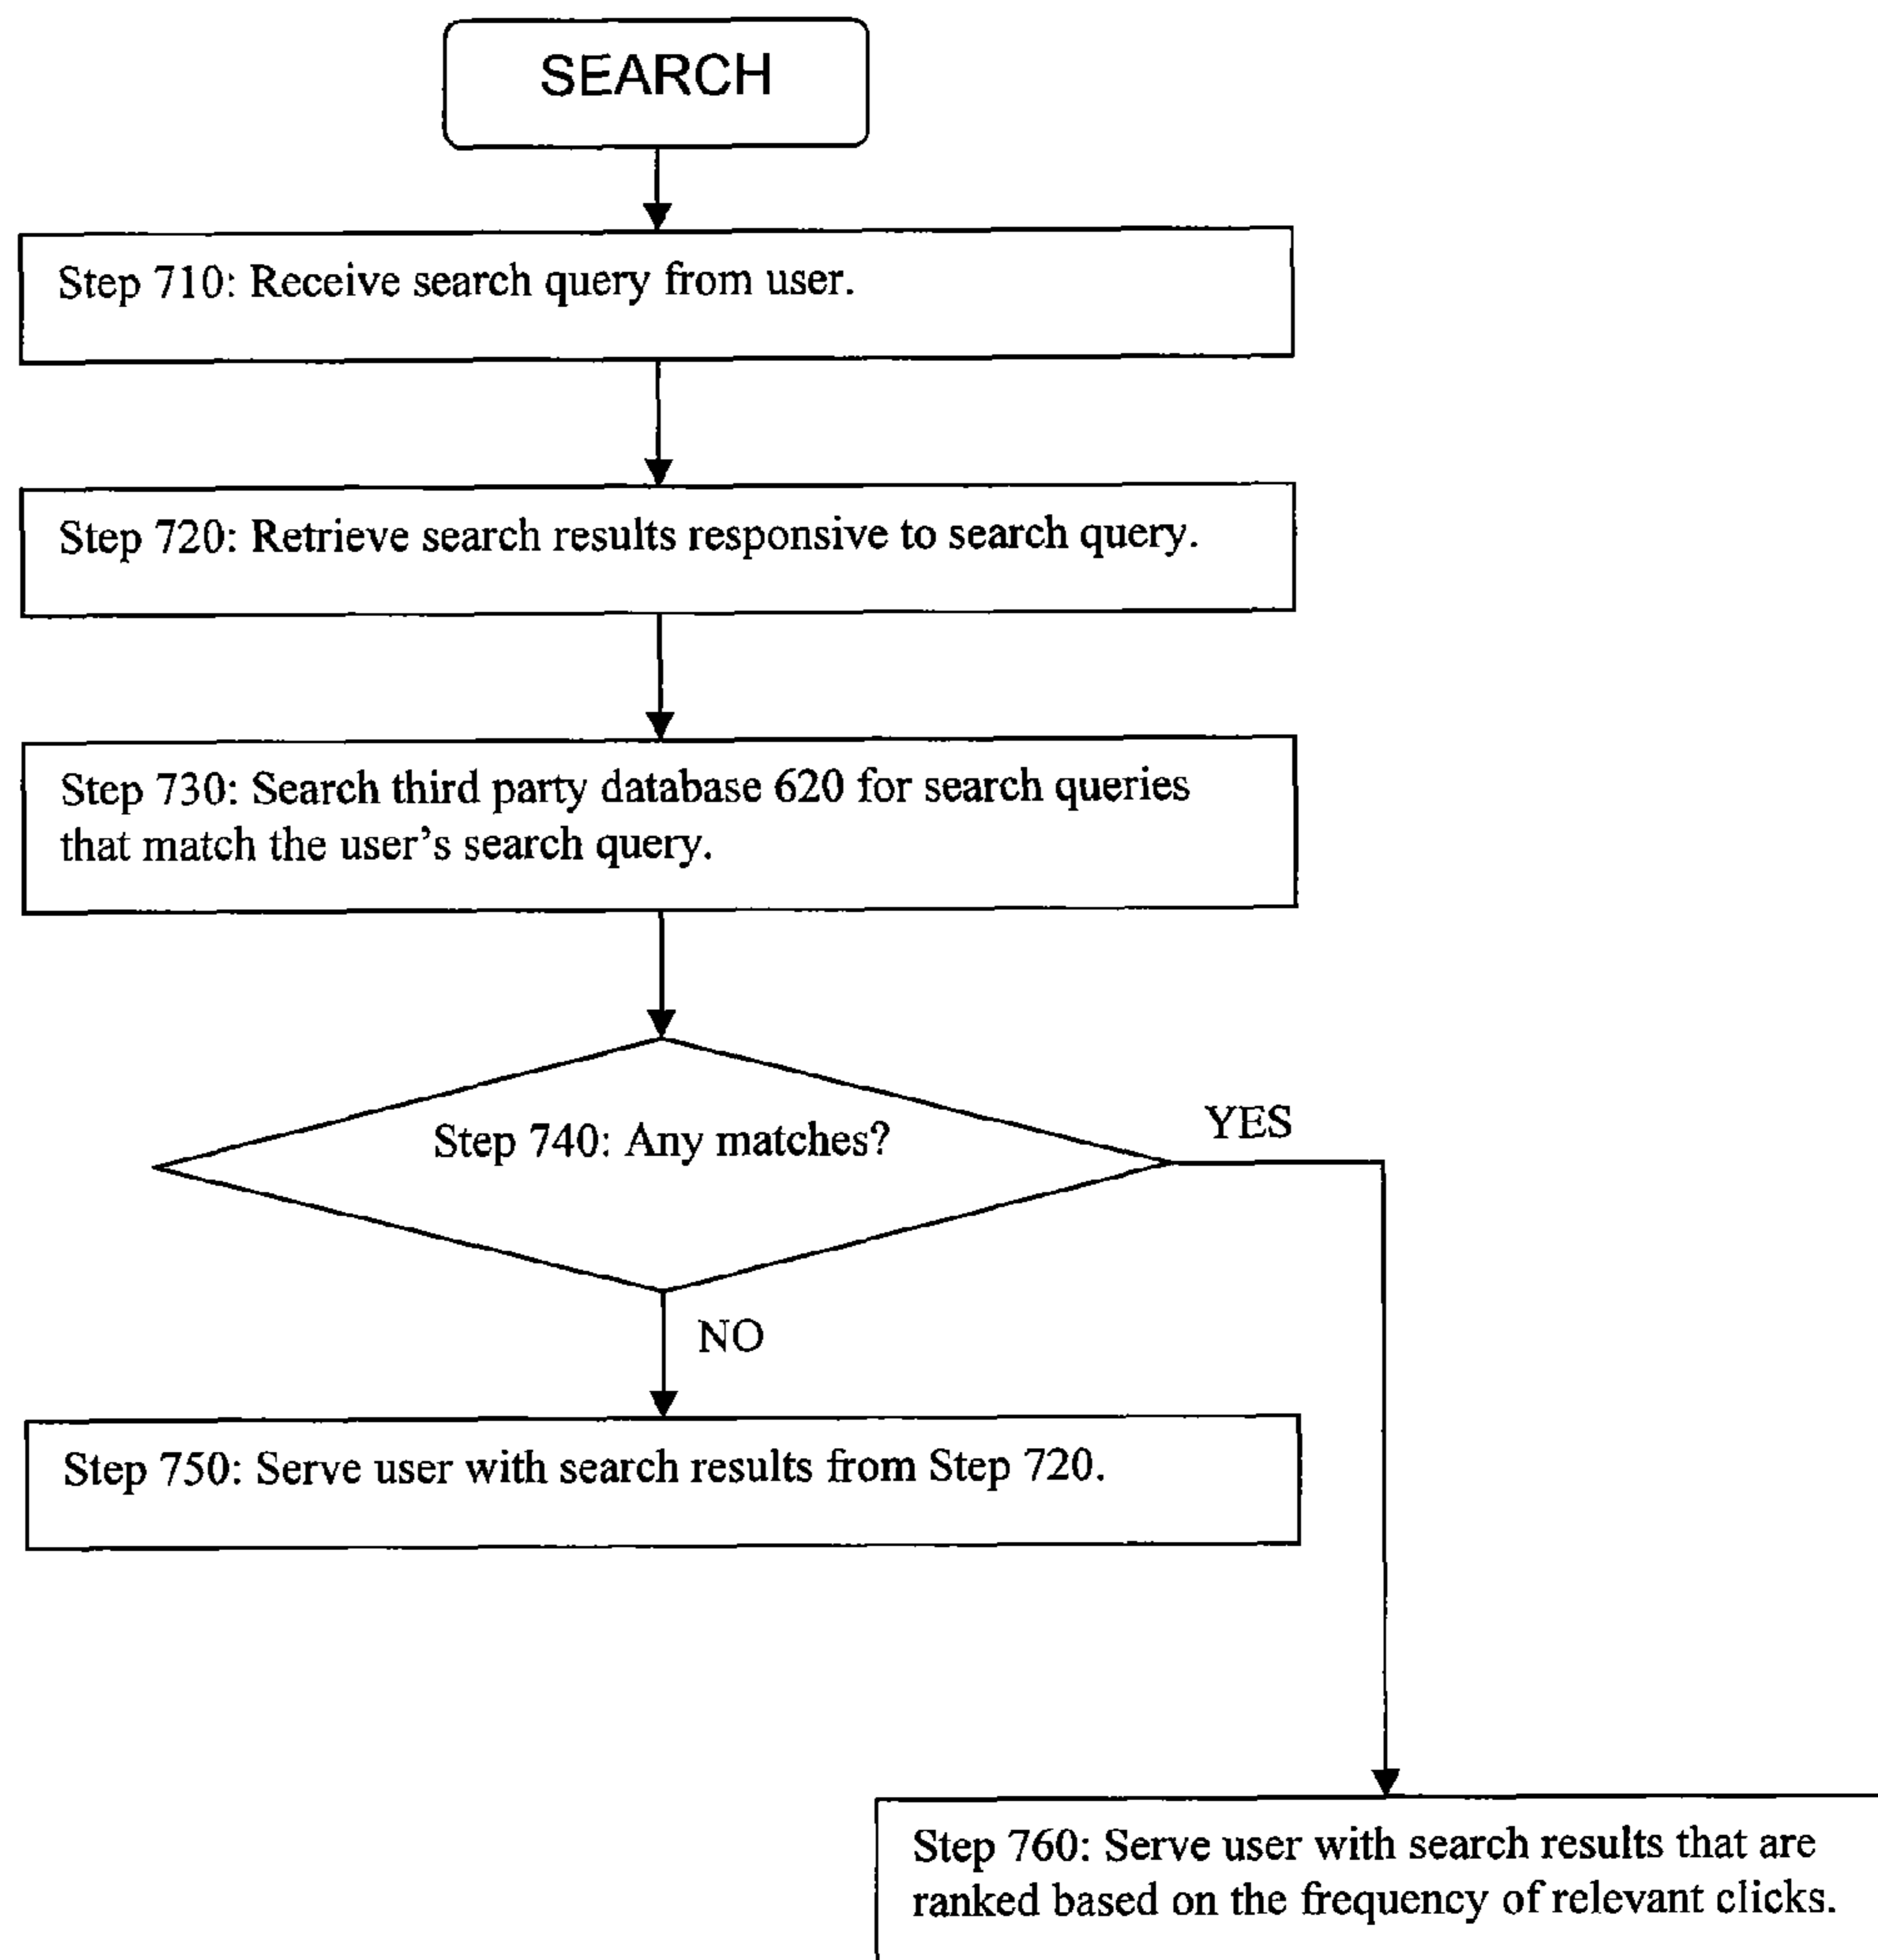 SEARCH
Step 710: Receive search query from user.
Step 720: Retrieve search results responsive to search query.
Step 730: Search third party database 620 for search queries
that match the user’s search query.
Step 740: Any matches?
YES
NO
Step 750: Serve user with search results from Step 720.
Step 760: Serve user with search results that are
ranked based on the frequency of relevant clicks.